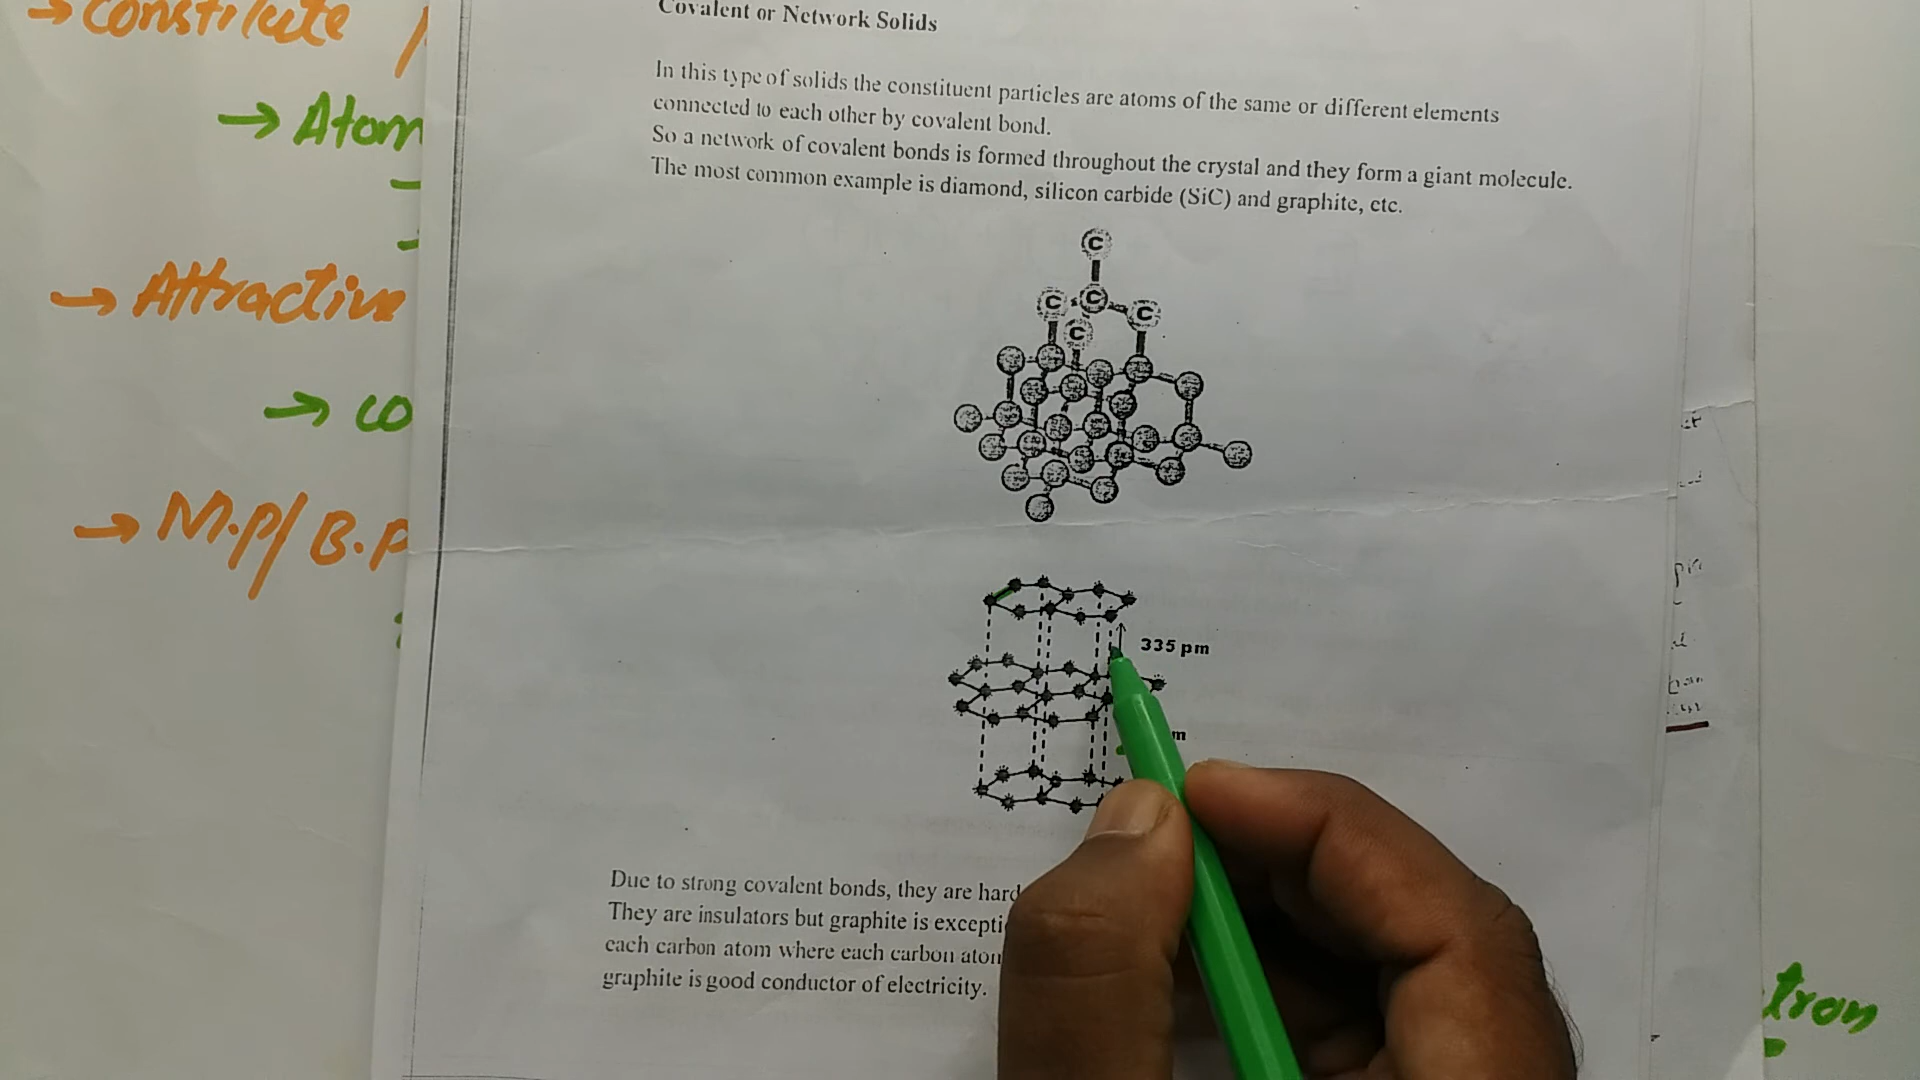 → Constitute
→ Atom
→ Attractive
→ CO
→ M.P/ B.P
Covalent or Network Solids
In this type of solids the constituent particles are atoms of the same or different elements
connected to each other by covalent bond.
So a network of covalent bonds is formed throughout the crystal and they form a giant molecule.
The most common example is diamond, silicon carbide (SiC) and graphite, etc.
C
C C C
C
335 pm
m
Due to strong covalent bonds, they are hard
They are insulators but graphite is excepti
each carbon atom where each carbon atom
graphite is good conductor of electricity.
tron